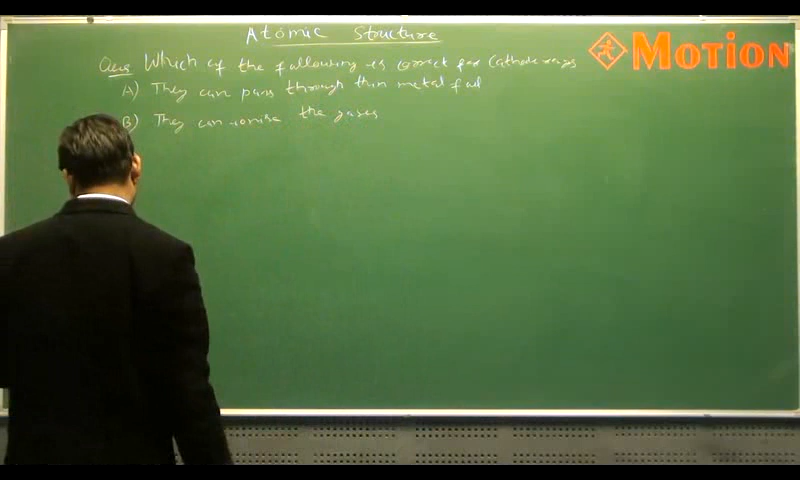 Atomic Structure
MOTION
Ques Which of the following is correct for Cathode rays
A) They can pass through thin metal foil
B) They can ionise the gases